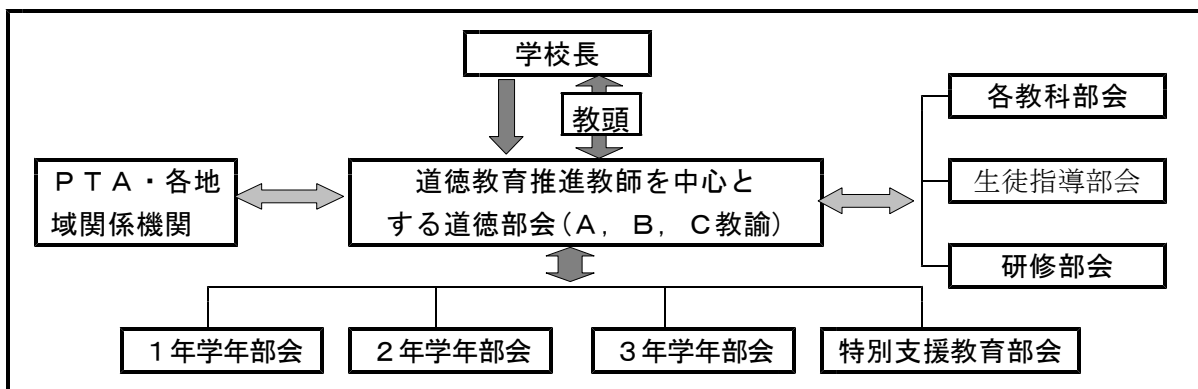 学校長
教頭
各教科部会
PTA・各地
域関係機関
道徳教育推進教師を中心と
する道徳部会(A,B,C教諭)
生徒指導部会
研修部会
1年学年部会
2年学年部会
3年学年部会
特別支援教育部会